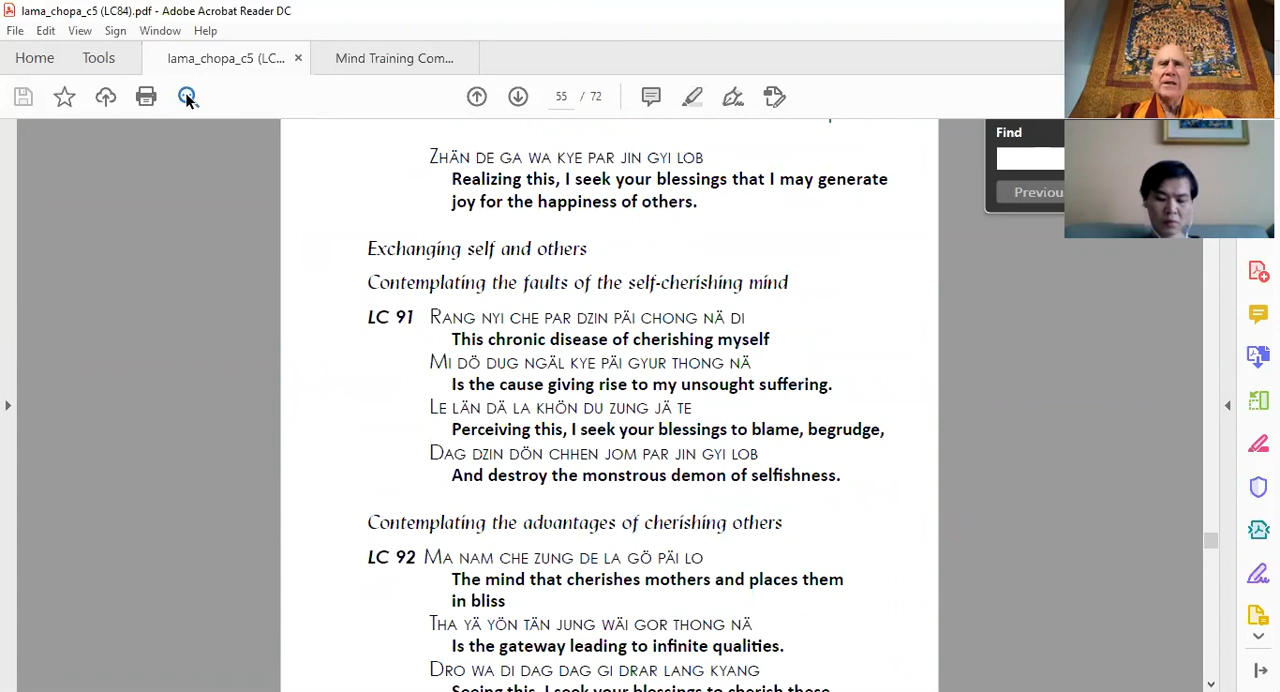 lama_chopa_c5 (LC84).pdf - Adobe Acrobat Reader DC
File Edit View Sign Window Help
Home Tools lama_chopa_c5 (LC... × Mind Training Com...
55 / 72
Find
Previou
ZHÄN DE GA WA KYE PAR JIN GYI LOB
Realizing this, I seek your blessings that I may generate
joy for the happiness of others.
Exchanging self and others
Contemplating the faults of the self-cherishing mind
LC 91 RANG NYI CHE PAR DZIN PÄI CHONG NÄ DI
This chronic disease of cherishing myself
MI DÖ DUG NGÄL KYE PÄI GYUR THONG NÄ
Is the cause giving rise to my unsought suffering.
LE LÄN DÄ LA KHÖN DU ZUNG JÄ TE
Perceiving this, I seek your blessings to blame, begrudge,
DAG DZIN DÖN CHHEN JOM PAR JIN GYI LOB
And destroy the monstrous demon of selfishness.
Contemplating the advantages of cherishing others
LC 92 MA NAM CHE ZUNG DE LA GÖ PÄI LO
The mind that cherishes mothers and places them
in bliss
THA YÄ YÖN TÄN JUNG WÄI GOR THONG NÄ
Is the gateway leading to infinite qualities.
DRO WA DI DAG DAG GI DRAR LANG KYANG
Seeing this, I seek your blessings to cherish these